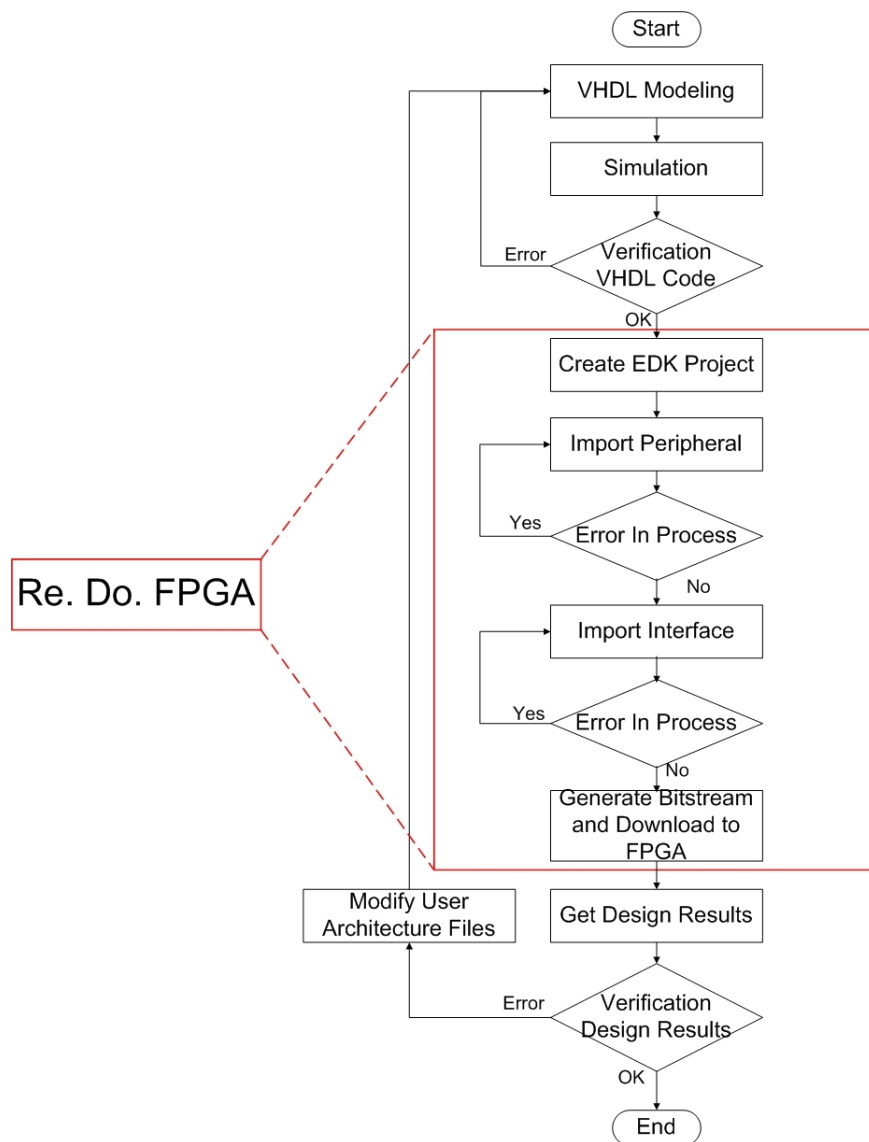 Start
VHDL Modeling
Simulation
Error
Verification
VHDL Code
OK
Create EDK Project
Import Peripheral
Yes
Error In Process
No
Re. Do. FPGA
Import Interface
Yes
Error In Process
No
Generate Bitstream
and Download to
FPGA
Modify User
Architecture Files
Get Design Results
Error
Verification
Design Results
OK
End